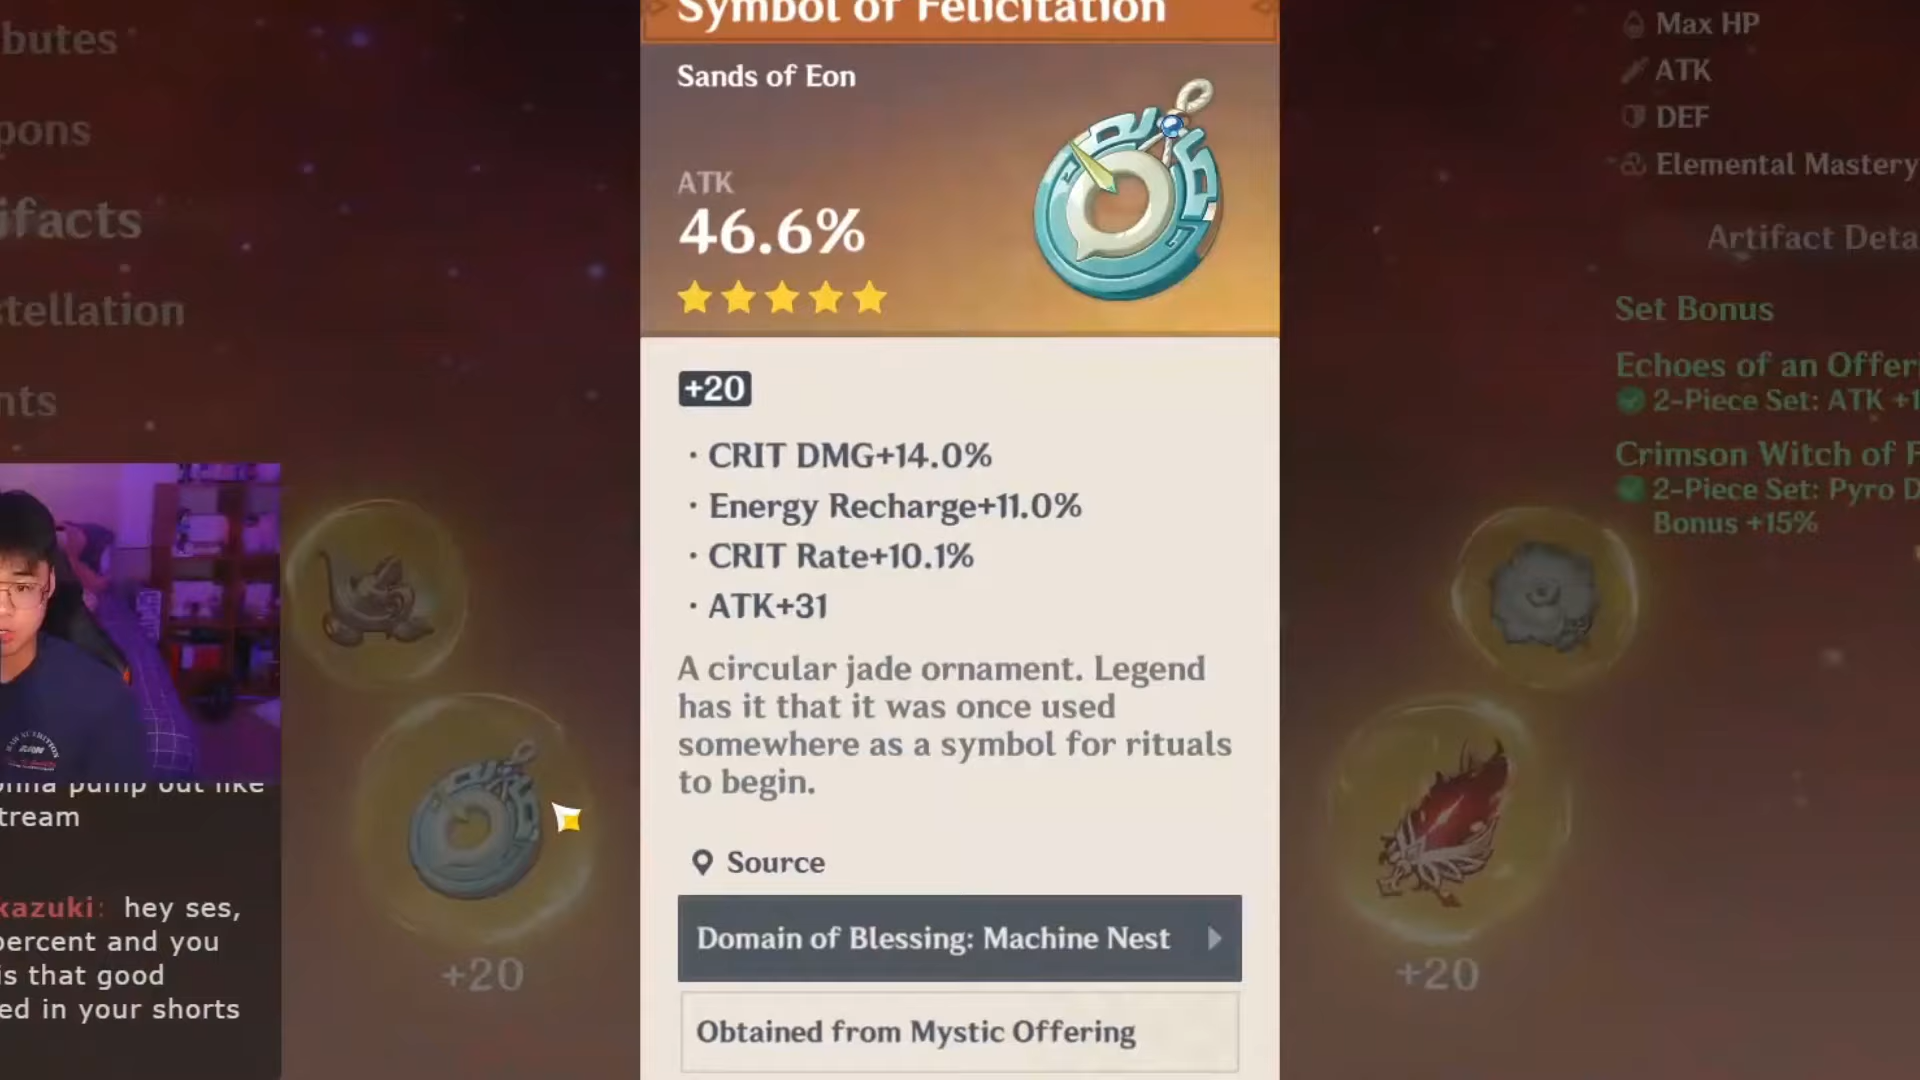 Symbol of Felicitation
Sands of Eon
ATK
46.6%
+20
· CRIT DMG+14.0%
· Energy Recharge+11.0%
· CRIT Rate+10.1%
· ATK+31
A circular jade ornament. Legend
has it that it was once used
somewhere as a symbol for rituals
to begin.
Source
Domain of Blessing: Machine Nest
Obtained from Mystic Offering
butes
pons
ifacts
stellation
nts
pump out like
tream
kazuki: hey ses,
percent and you
is that good
ed in your shorts
+20
Max HP
ATK
DEF
Elemental Mastery
Artifact Deta
Set Bonus
Echoes of an Offer
2-Piece Set: ATK +1
Crimson Witch of F
2-Piece Set: Pyro D
Bonus +15%
+20